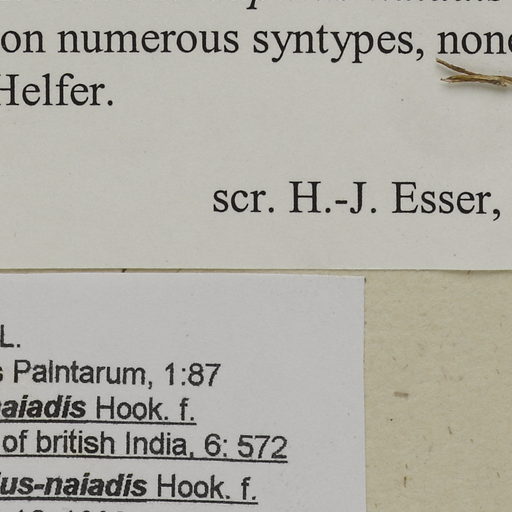 on numerous syntypes, none
Helfer.
scr. H.-J. Esser,
L.
s Palntarum, 1:87
aiadis Hook. f.
of british India, 6: 572
us-naiadis Hook. f.